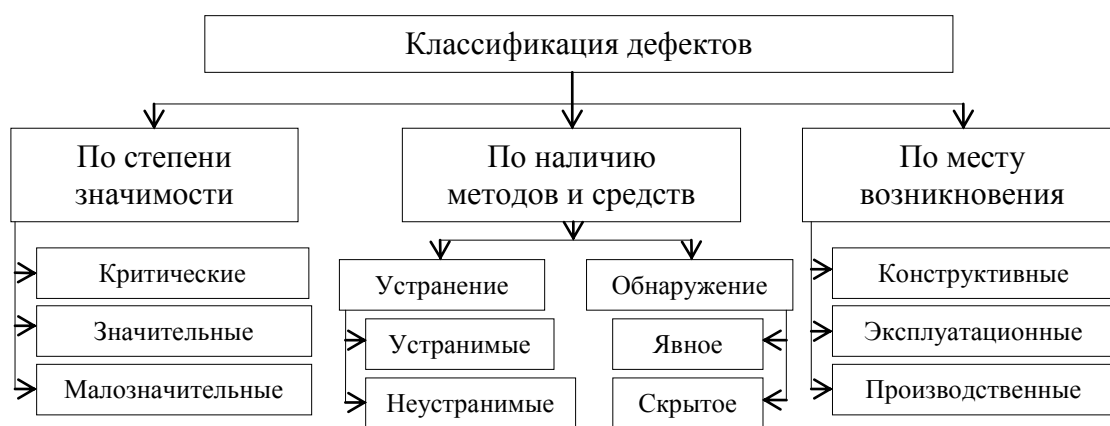 Классификация дефектов
По степени
значимости
По наличию
методов и средств
По месту
возникновения
Критические
Значительные
Малозначительные
Устранение
Устранимые
Неустранимые
Обнаружение
Явное
Скрытое
Конструктивные
Эксплуатационные
Производственные